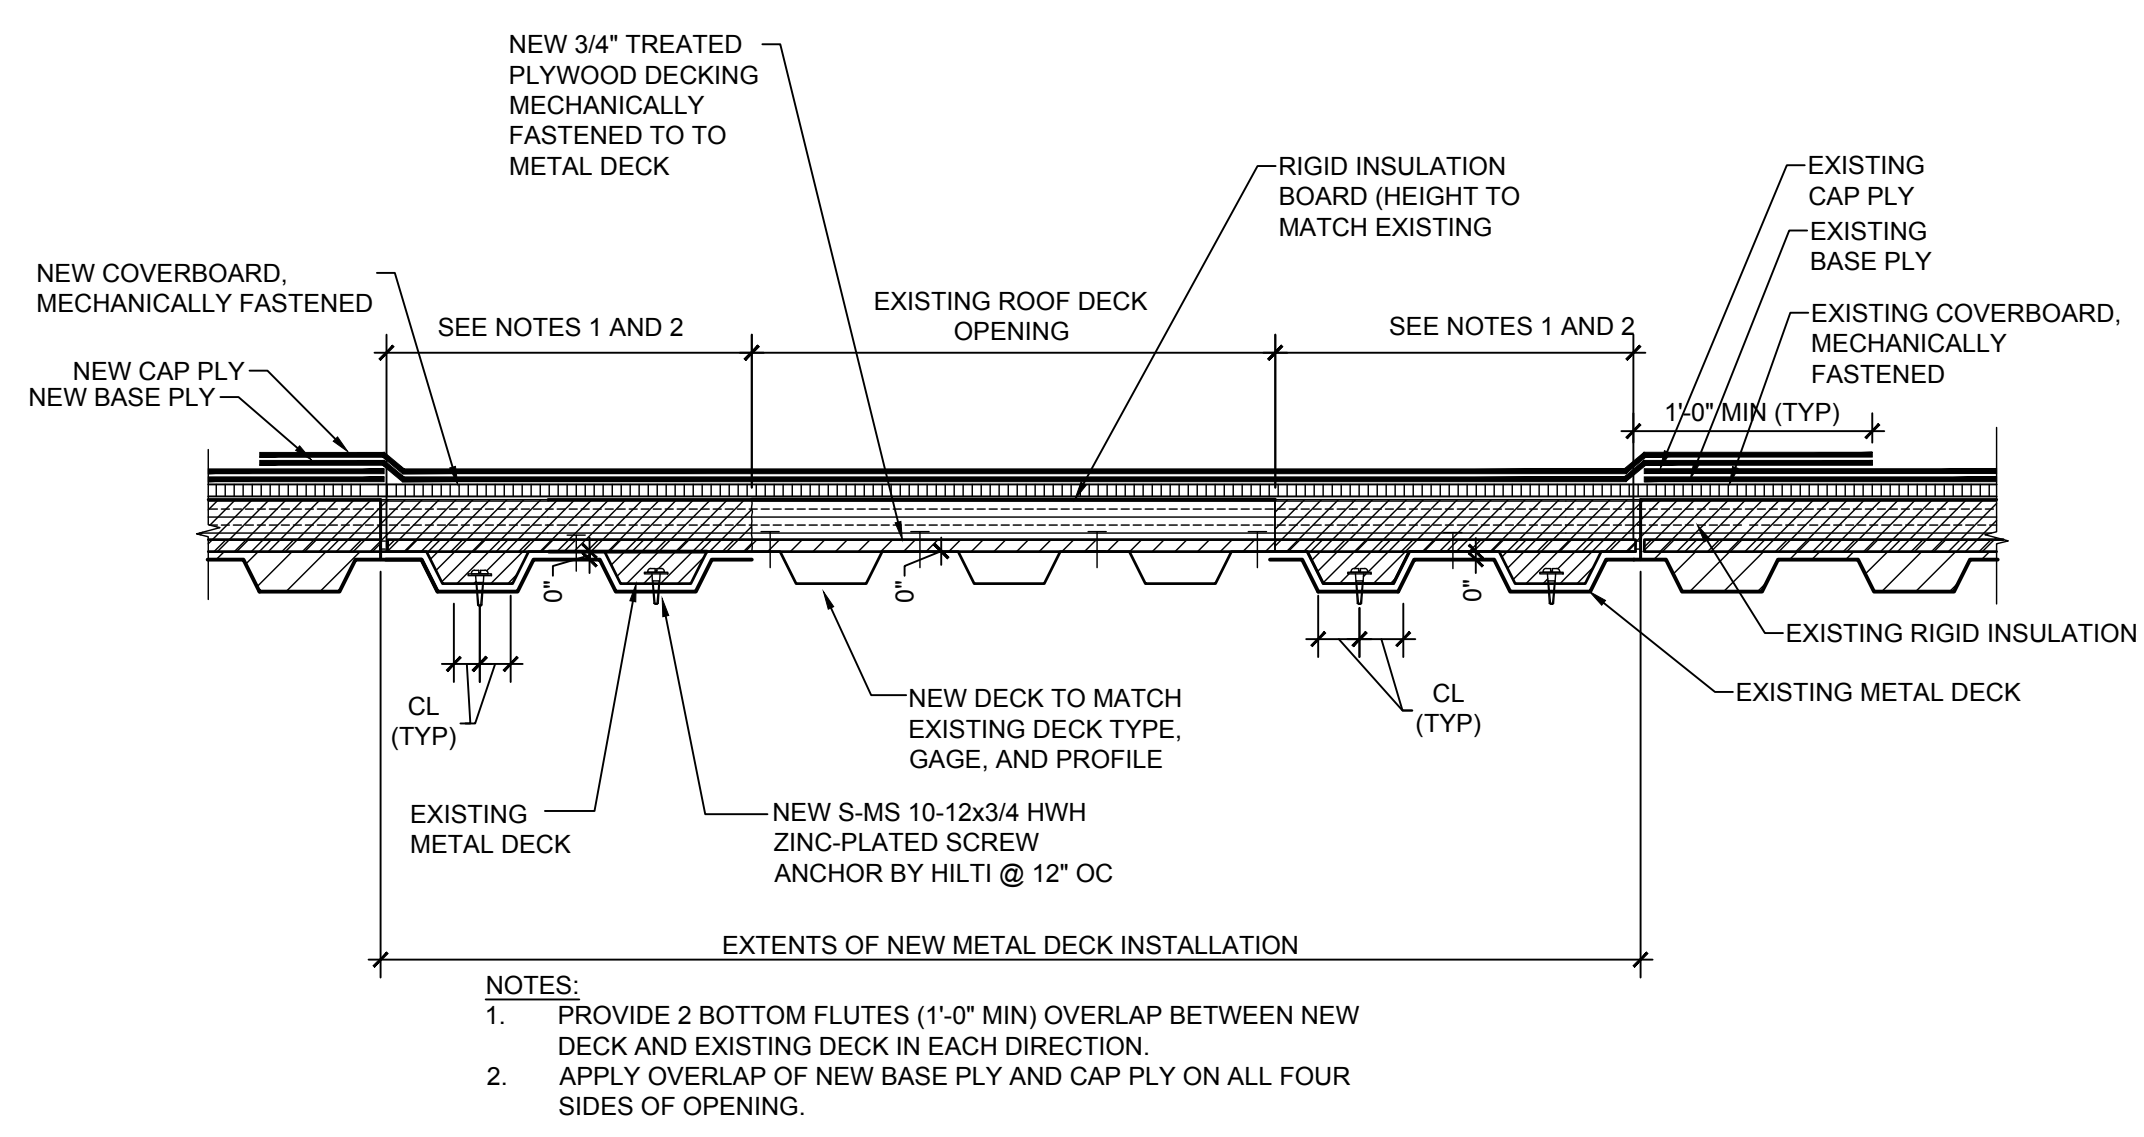 NEW 3/4" TREATED
PLYWOOD DECKING
MECHANICALLY
FASTENED TO TO
METAL DECK
RIGID INSULATION
BOARD (HEIGHT TO
MATCH EXISTING
EXISTING
CAP PLY
EXISTING
BASE PLY
NEW COVERBOARD,
MECHANICALLY FASTENED
SEE NOTES 1 AND 2
EXISTING ROOF DECK
OPENING
SEE NOTES 1 AND 2
EXISTING COVERBOARD,
MECHANICALLY
FASTENED
NEW CAP PLY
NEW BASE PLY
1'-0" MIN (TYP)
0"
0"
0"
EXISTING RIGID INSULATION
EXISTING METAL DECK
CL
(TYP)
NEW DECK TO MATCH
EXISTING DECK TYPE,
GAGE, AND PROFILE
CL
(TYP)
EXISTING
METAL DECK
NEW S-MS 10-12x3/4 HWH
ZINC-PLATED SCREW
ANCHOR BY HILTI @ 12" OC
EXTENTS OF NEW METAL DECK INSTALLATION
NOTES:
1. PROVIDE 2 BOTTOM FLUTES (1'-0" MIN) OVERLAP BETWEEN NEW
DECK AND EXISTING DECK IN EACH DIRECTION.
2. APPLY OVERLAP OF NEW BASE PLY AND CAP PLY ON ALL FOUR
SIDES OF OPENING.